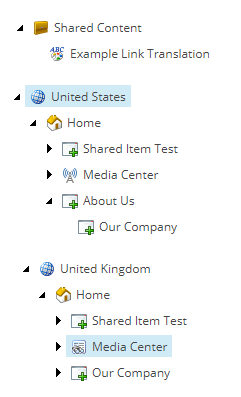 Shared Content
Example Link Translation
United States
Home
Shared Item Test
Media Center
About Us
Our Company
United Kingdom
Home
Shared Item Test
Media Center
Our Company